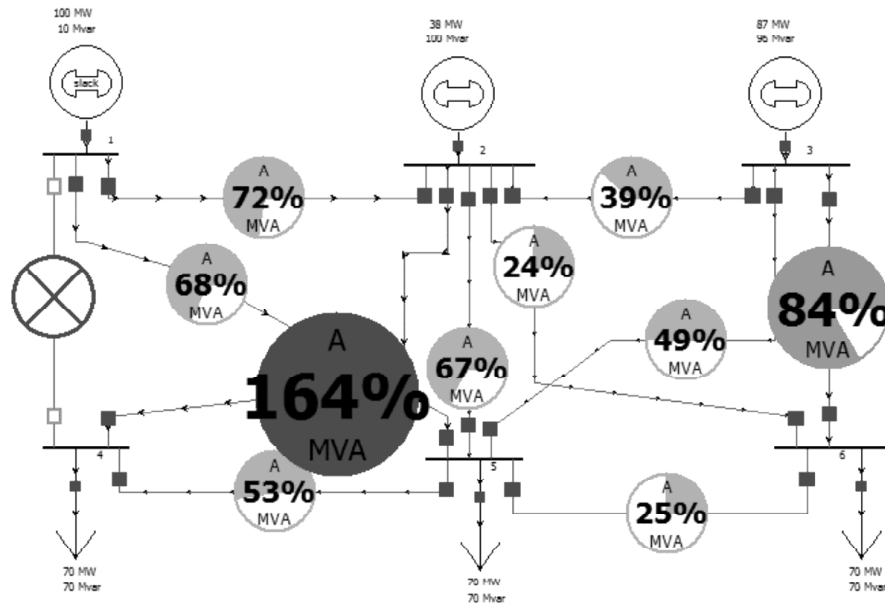 100 MW
10 Mvar
38 MW
100 Mvar
87 MW
96 Mvar
slack
1
2
3
A
72%
MVA
A
39%
MVA
A
68%
MVA
A
24%
MVA
A
84%
MVA
A
164%
MVA
A
67%
MVA
A
49%
MVA
4
5
6
A
53%
MVA
A
25%
MVA
70 MW
70 Mvar
70 MW
70 Mvar
70 MW
70 Mvar